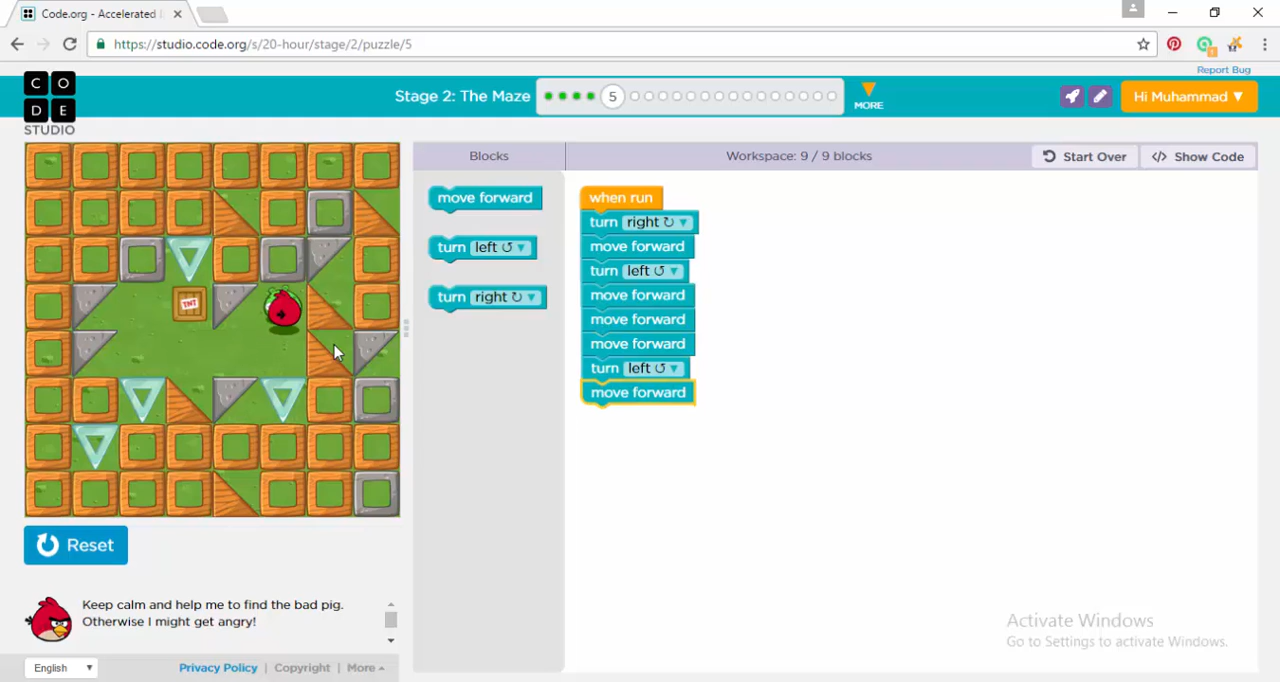 Code.org - Accelerated
https://studio.code.org/s/20-hour/stage/2/puzzle/5
Report Bug
C O
D E
STUDIO
Stage 2: The Maze
5
MORE
Hi Muhammad ▼
Blocks
Workspace: 9 / 9 blocks
Start Over
</> Show Code
move forward
turn left ↺ ▼
turn right ↻ ▼
when run
turn right ↻ ▼
move forward
turn left ↺ ▼
move forward
move forward
move forward
turn left ↺ ▼
move forward
TNT
Reset
Keep calm and help me to find the bad pig.
Otherwise I might get angry!
English ▼
Privacy Policy | Copyright | More
Activate Windows
Go to Settings to activate Windows.